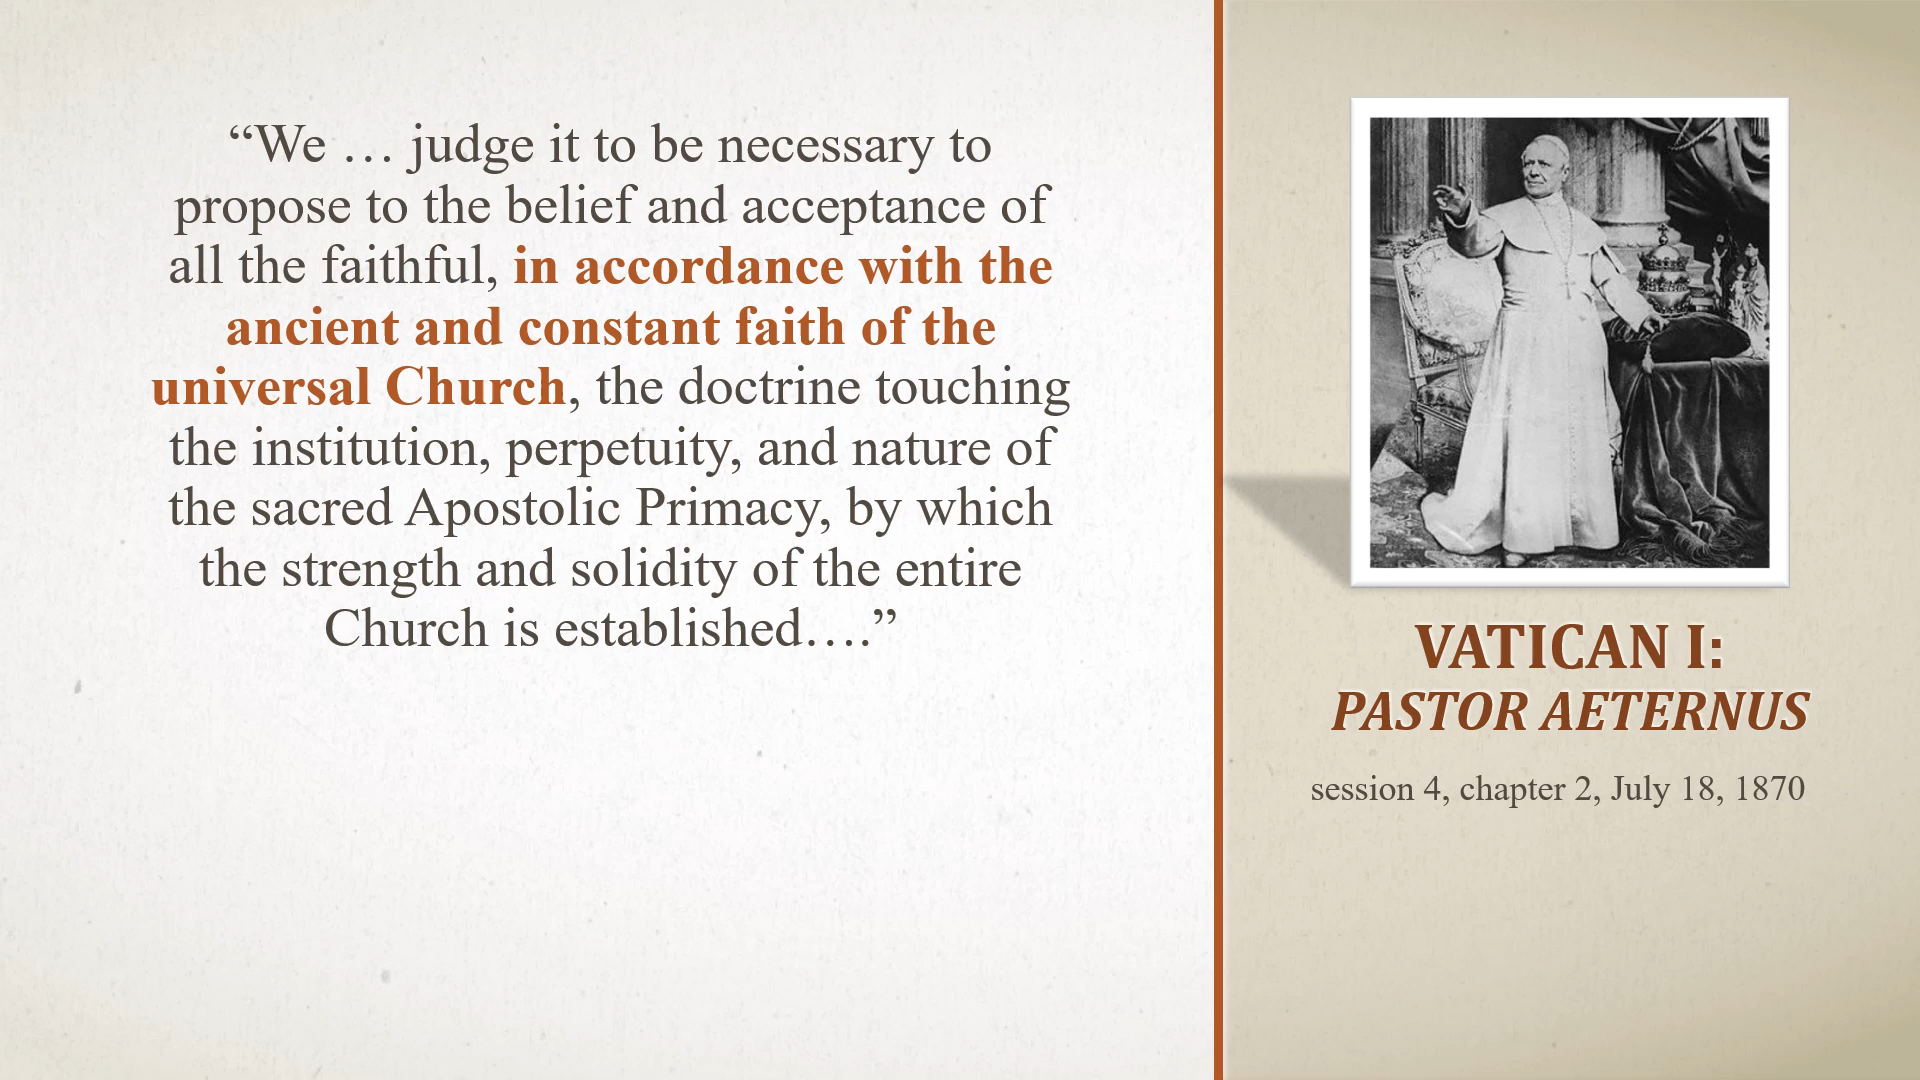 “We … judge it to be necessary to
propose to the belief and acceptance of
all the faithful, in accordance with the
ancient and constant faith of the
universal Church, the doctrine touching
the institution, perpetuity, and nature of
the sacred Apostolic Primacy, by which
the strength and solidity of the entire
Church is established….”
VATICAN I:
PASTOR AETERNUS
session 4, chapter 2, July 18, 1870